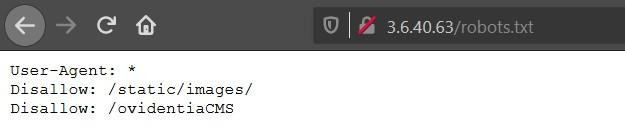 3.6.40.63/robots.txt
User-Agent: *
Disallow: /static/images/
Disallow: /ovidentiaCMS